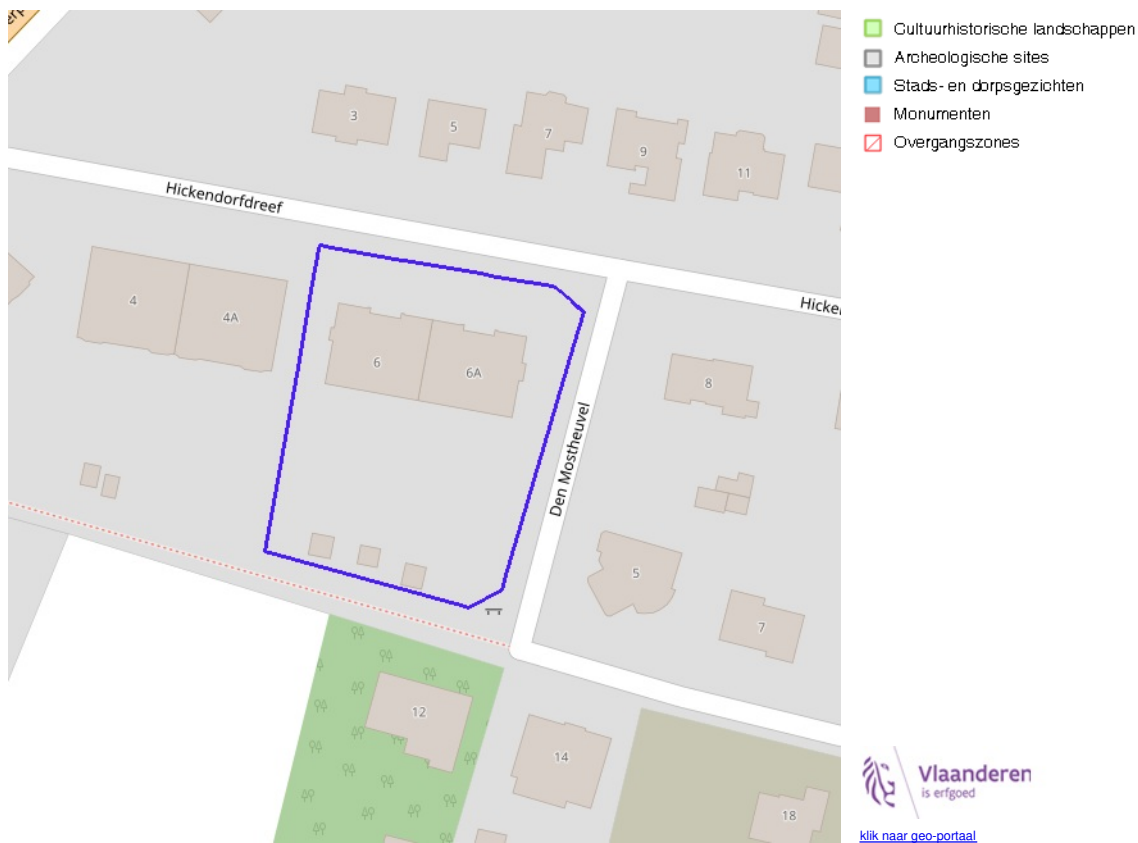 3
5
7
9
11
Hickendorfdreef
4
4A
6
6A
8
Den Mostheuvel
5
7
12
14
18
Cultuurhistorische landschappen
Archeologische sites
Stads- en dorpsgezichten
Monumenten
Overgangszones
Vlaanderen
is erfgoed
klik naar geo-portaal